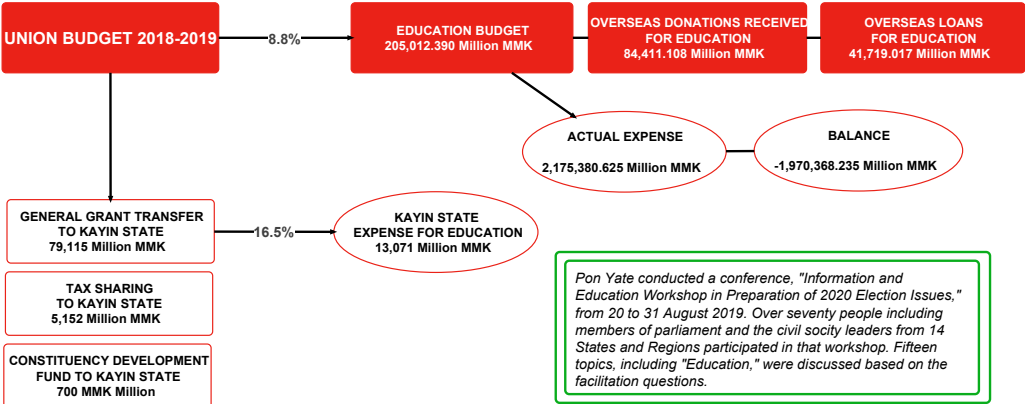 UNION BUDGET 2018-2019
8.8%
EDUCATION BUDGET
205,012.390 Million MMK
OVERSEAS DONATIONS RECEIVED
FOR EDUCATION
84,411.108 Million MMK
OVERSEAS LOANS
FOR EDUCATION
41,719.017 Million MMK
ACTUAL EXPENSE
2,175,380.625 Million MMK
BALANCE
-1,970,368.235 Million MMK
GENERAL GRANT TRANSFER
TO KAYIN STATE
79,115 Million MMK
16.5%
KAYIN STATE
EXPENSE FOR EDUCATION
13,071 Million MMK
TAX SHARING
TO KAYIN STATE
5,152 Million MMK
CONSTITUENCY DEVELOPMENT
FUND TO KAYIN STATE
700 MMK Million
Pon Yate conducted a conference, "Information and
Education Workshop in Preparation of 2020 Election Issues,"
from 20 to 31 August 2019. Over seventy people including
members of parliament and the civil socity leaders from 14
States and Regions participated in that workshop. Fifteen
topics, including "Education," were discussed based on the
facilitation questions.